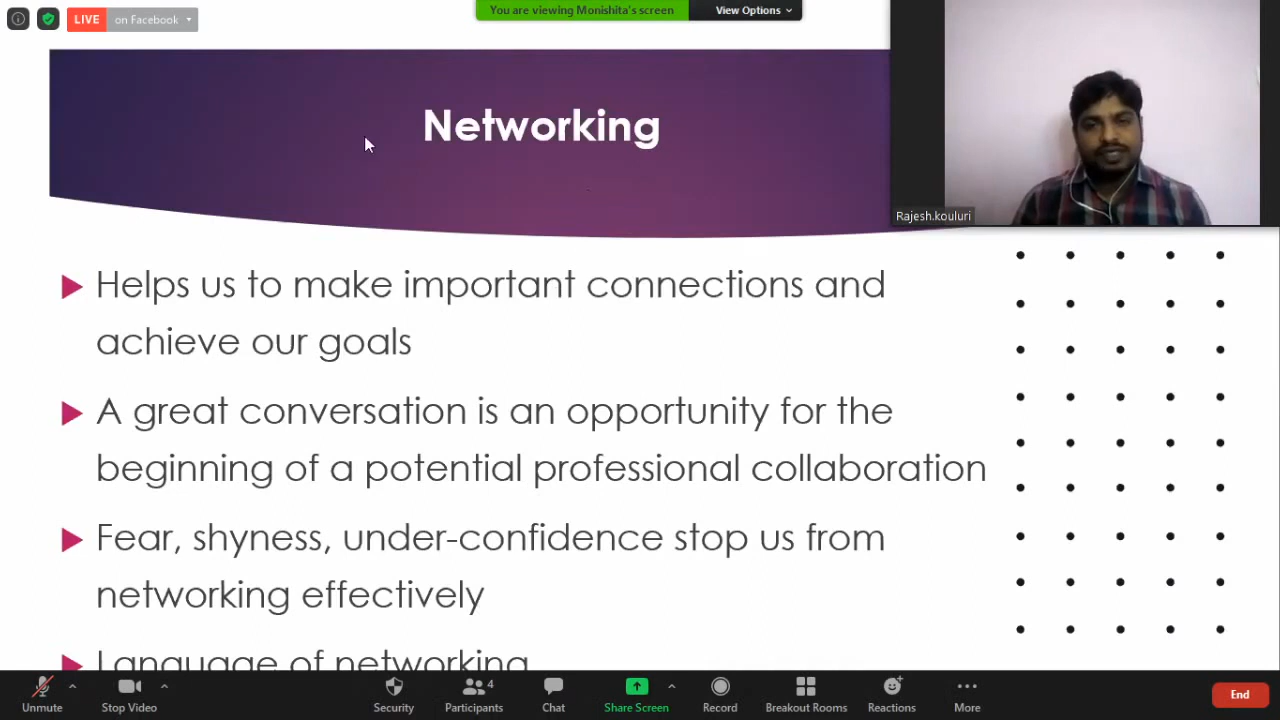 LIVE on Facebook
You are viewing Monishita's screen View Options
Networking
Rajesh.kouluri
Helps us to make important connections and
achieve our goals
A great conversation is an opportunity for the
beginning of a potential professional collaboration
Fear, shyness, under-confidence stop us from
networking effectively
Language of networking
4
Unmute Stop Video Security Participants Chat Share Screen Record Breakout Rooms Reactions More End